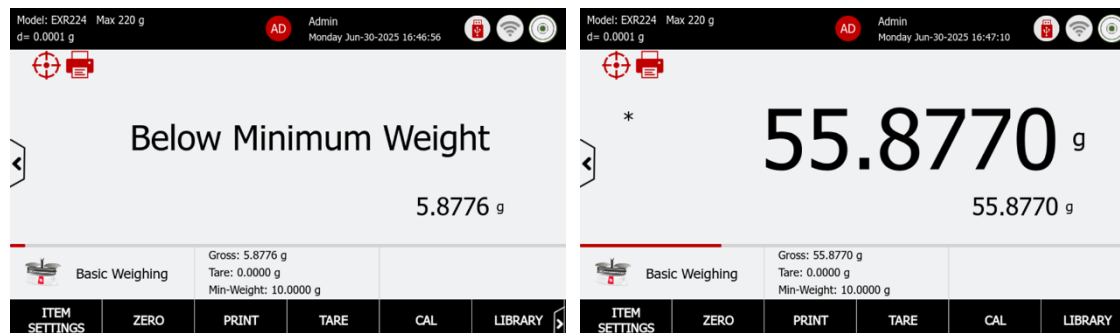 Model: EXR224 Max 220 g
d= 0.0001 g
AD
Admin
Monday Jun-30-2025 16:46:56
Below Minimum Weight
5.8776 g
Basic Weighing
Gross: 5.8776 g
Tare: 0.0000 g
Min-Weight: 10.0000 g
ITEM SETTINGS ZERO PRINT TARE CAL LIBRARY
Model: EXR224 Max 220 g
d= 0.0001 g
AD
Admin
Monday Jun-30-2025 16:47:10
* 55.8770 g
55.8770 g
Basic Weighing
Gross: 55.8770 g
Tare: 0.0000 g
Min-Weight: 10.0000 g
ITEM SETTINGS ZERO PRINT TARE CAL LIBRARY